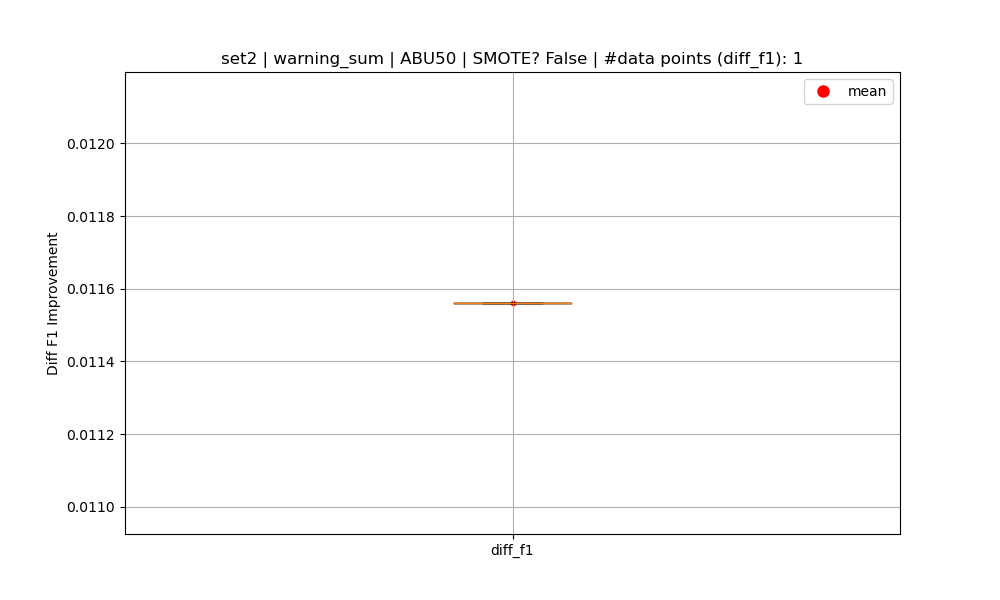 set2 | warning_sum | ABU50 | SMOTE? False | #data points (diff_f1): 1
mean
0.0120
0.0118
0.0116
0.0114
0.0112
0.0110
Diff F1 Improvement
diff_f1